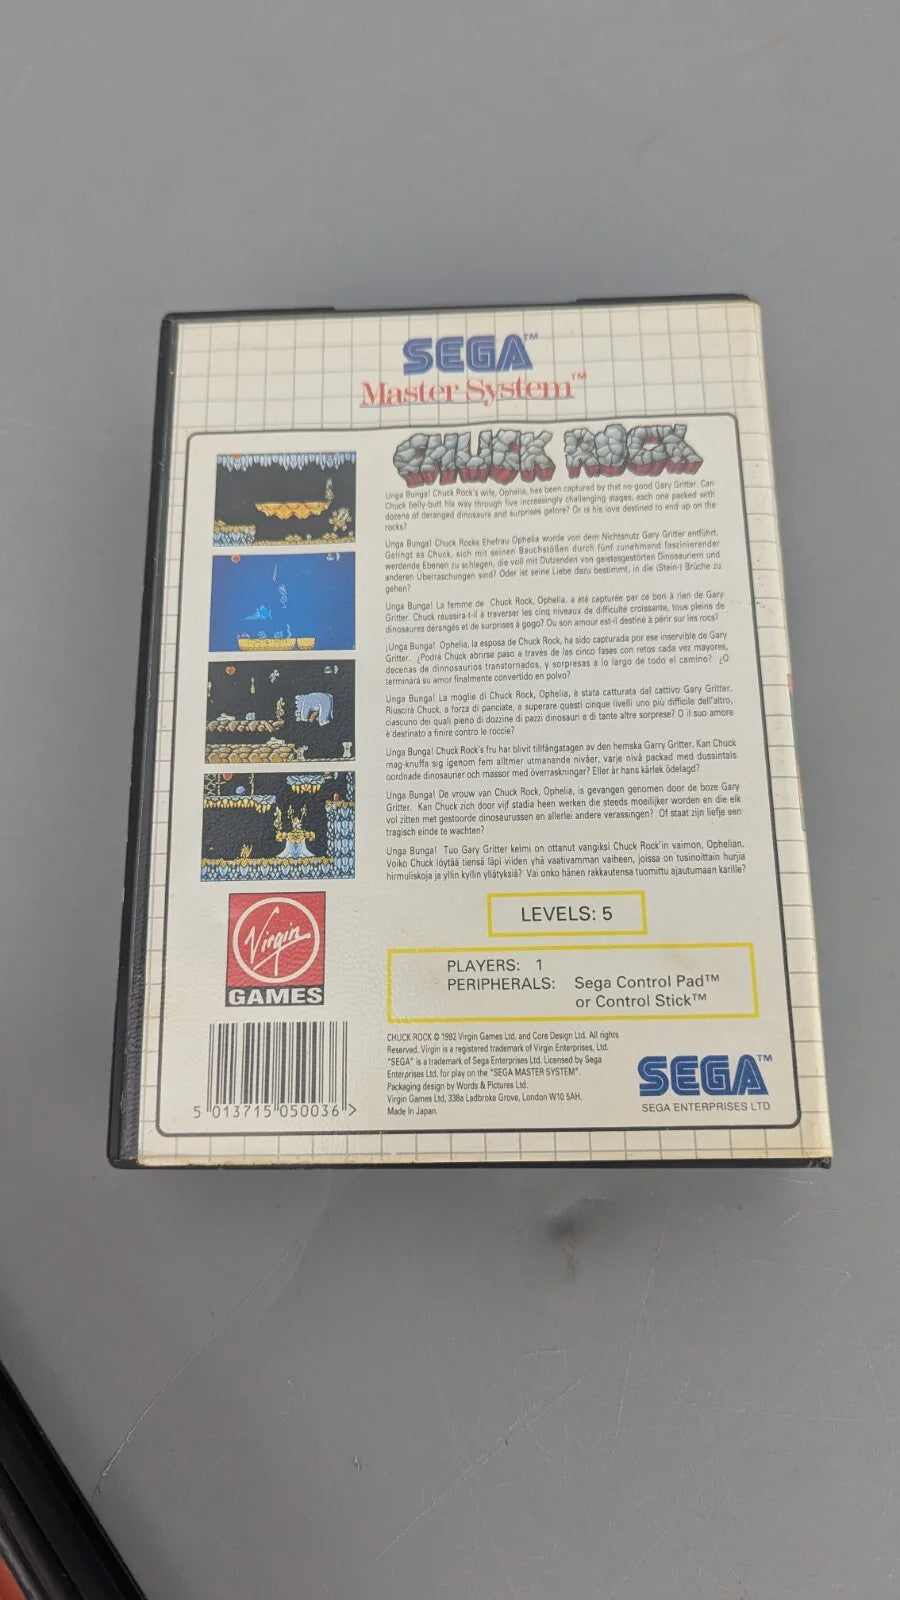 SEGA™
Master System™
CHUCK ROCK
Unga Bunga! Chuck Rock's wife, Ophelia, has been captured by that no-good Gary Gritter. Can
Chuck belly-butt his way through five increasingly challenging stages, each one packed with
dozens of deranged dinosaurs and surprises galore? Or is his love destined to end up on the
rocks?
Unga Bunga! Chuck Rocks Ehefrau Ophelia wurde von dem Nichtsnutz Gary Gritter entführt.
Gelingt es Chuck, sich mit seinen Bauchstößen durch fünf zunehmend faszinierender
werdende Ebenen zu schlagen, die voll mit Dutzenden von geistesgestörten Dinosauriern und
anderen Überraschungen sind? Oder ist seine Liebe dazu bestimmt, in die (Stein-) Brüche zu
gehen?
Unga Bunga! La femme de Chuck Rock, Ophelia, a été capturée par ce bon à rien de Gary
Gritter. Chuck réussira-t-il à traverser les cinq niveaux de difficulté croissante, tous pleins de
dinosaures derangés et de surprises à gogo? Ou son amour est-il destiné à périr sur les rocs?
¡Unga Bunga! Ophelia, la esposa de Chuck Rock, ha sido capturada por ese inservible de Gary
Gritter. ¿Podrá Chuck abrirse paso a través de las cinco fases con retos cada vez mayores,
decenas de dinnosaurios transtornados, y sorpresas a lo largo de todo el camino? ¿O
terminará su amor finalmente convertido en polvo?
Unga Bunga! La moglie di Chuck Rock, Ophelia, è stata catturata dal cattivo Gary Gritter.
Riuscirà Chuck, a forza di panciate, a superare questi cinque livelli uno più difficile dell'altro,
ciascuno dei quali pieno di dozzine di pazzi dinosauri e di tante altre sorprese? O il suo amore
è destinato a finire contro le roccie?
Unga Bunga! Chuck Rock's fru har blivit tillfångatagen av den hemska Garry Gritter. Kan Chuck
mag-knuffa sig igenom fem alltmer utmanande nivåer, varje nivå packad med dussintals
oordnade dinosaurier och massor med överraskningar? Eller är hans kärlek ödelagd?
Unga Bunga! De vrouw van Chuck Rock, Ophelia, is gevangen genomen door de boze Gary
Gritter. Kan Chuck zich door vijf stadia heen werken die steeds moeilijker worden en die elk
vol zitten met gestoorde dinosaurussen en allerlei andere verassingen? Of staat zijn liefje een
tragisch einde te wachten?
Unga Bunga! Tuo Gary Gritter kelmi on ottanut vangiksi Chuck Rock'in vaimon, Ophelian.
Voiko Chuck löytää tiensä läpi viiden yhä vaativamman vaiheen, joissa on tusinoittain hurjia
hirmuliskoja ja yllin kyllin yllätyksiä? Vai onko hänen rakkautensa tuomittu ajautumaan karille?
LEVELS: 5
PLAYERS: 1
PERIPHERALS: Sega Control Pad™
or Control Stick™
Virgin
GAMES
CHUCK ROCK © 1992 Virgin Games Ltd. and Core Design Ltd. All rights
Reserved. Virgin is a registered trademark of Virgin Enterprises, Ltd.
"SEGA" is a trademark of Sega Enterprises Ltd. Licensed by Sega
Enterprises Ltd. for play on the "SEGA MASTER SYSTEM".
Packaging design by Words & Pictures Ltd.
Virgin Games Ltd, 338a Ladbroke Grove, London W10 5AH.
Made in Japan.
5 013715 050036 >
SEGA™
SEGA ENTERPRISES LTD